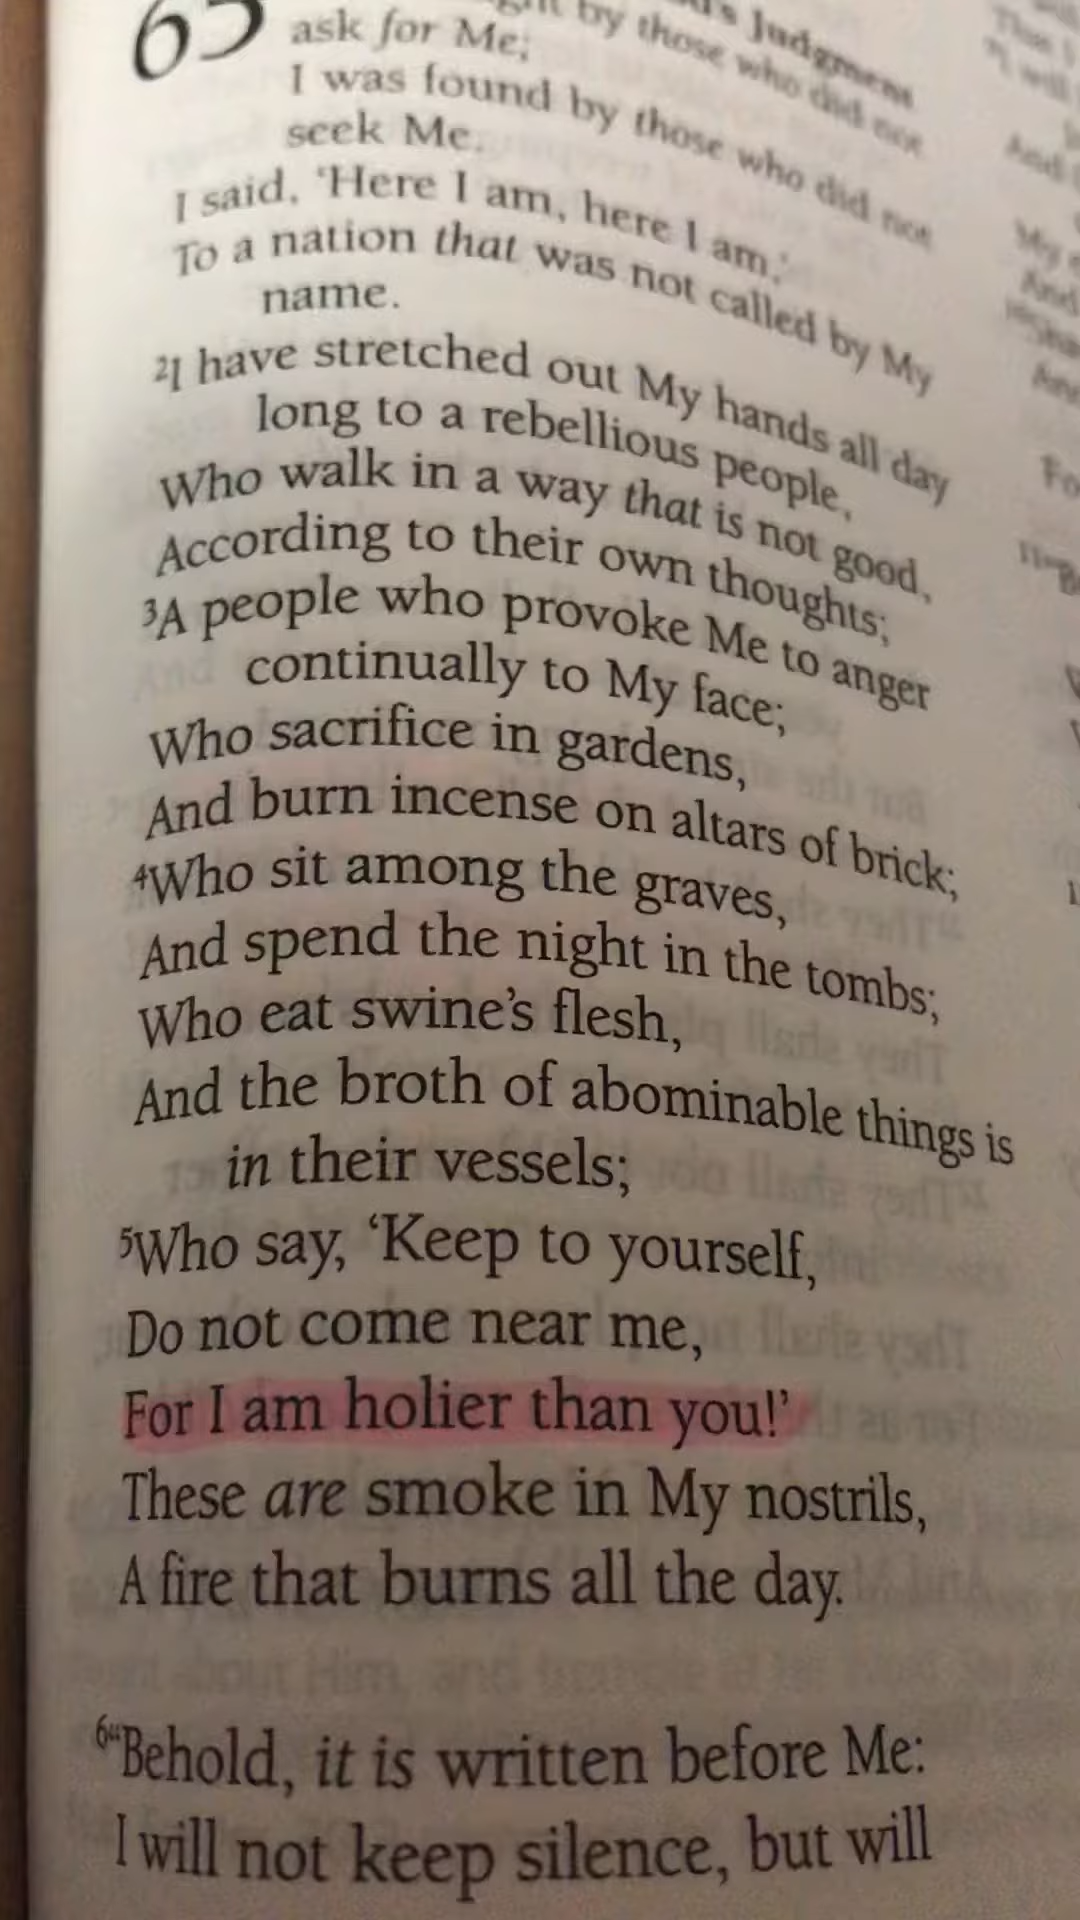 65
's Judgment
by those who did not
ask for Me;
I was found by those who did not
seek Me.
I said, ‘Here I am, here I am,’
To a nation that was not called by My
name.
2I have stretched out My hands all day
long to a rebellious people,
Who walk in a way that is not good,
According to their own thoughts;
3A people who provoke Me to anger
continually to My face;
Who sacrifice in gardens,
And burn incense on altars of brick;
4Who sit among the graves,
And spend the night in the tombs;
Who eat swine’s flesh,
And the broth of abominable things is
in their vessels;
5Who say, ‘Keep to yourself,
Do not come near me,
For I am holier than you!’
These are smoke in My nostrils,
A fire that burns all the day.
6“Behold, it is written before Me:
I will not keep silence, but will